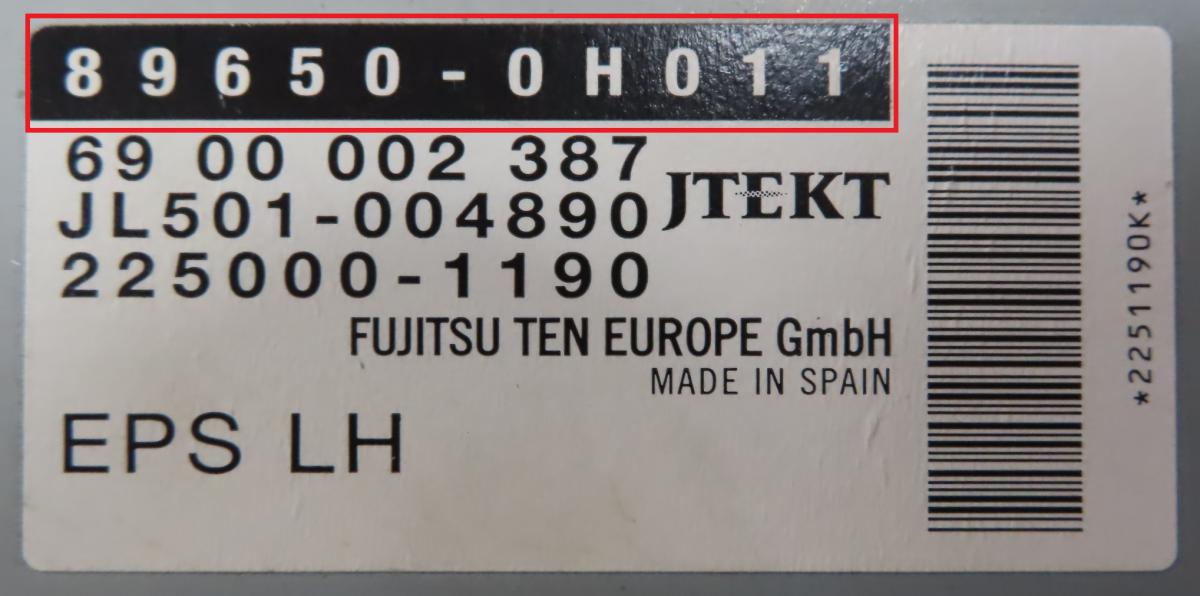 89650-0H011
69 00 002 387
JL501-004890
JTEKT
225000-1190
FUJITSU TEN EUROPE GmbH
MADE IN SPAIN
EPS LH
*2251190K*